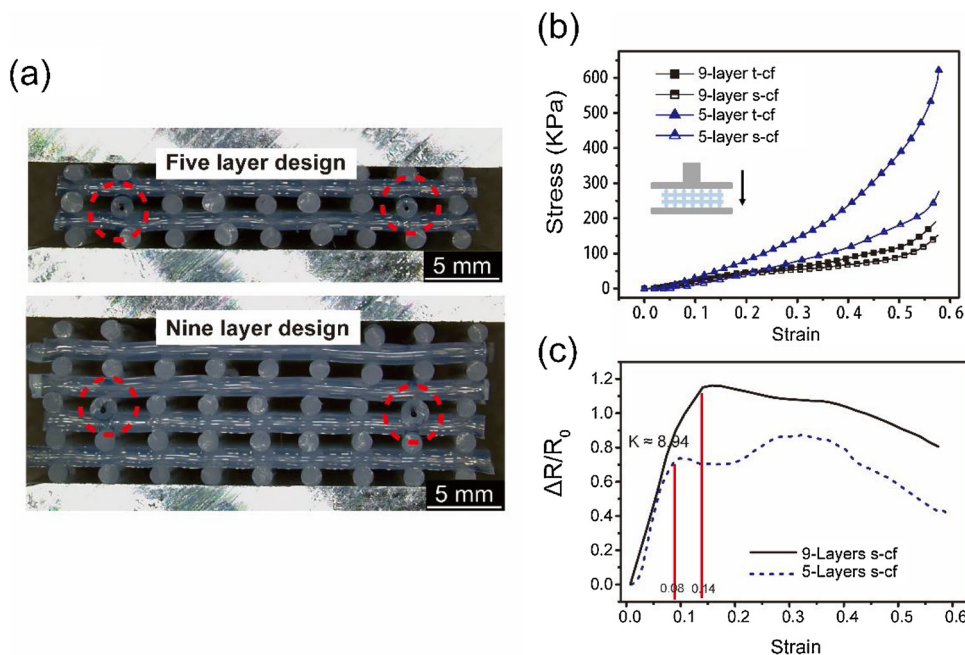 (a)
Five layer design
5 mm
Nine layer design
5 mm
(b)
600
500
400
300
200
100
0
Stress (KPa)
9-layer t-cf
9-layer s-cf
5-layer t-cf
5-layer s-cf
0.0 0.1 0.2 0.3 0.4 0.5 0.6
Strain
(c)
1.2
1.0
0.8
0.6
0.4
0.2
0.0
ΔR/R0
K ≈ 8.94
0.08 0.14
9-Layers s-cf
5-Layers s-cf
0.0 0.1 0.2 0.3 0.4 0.5 0.6
Strain